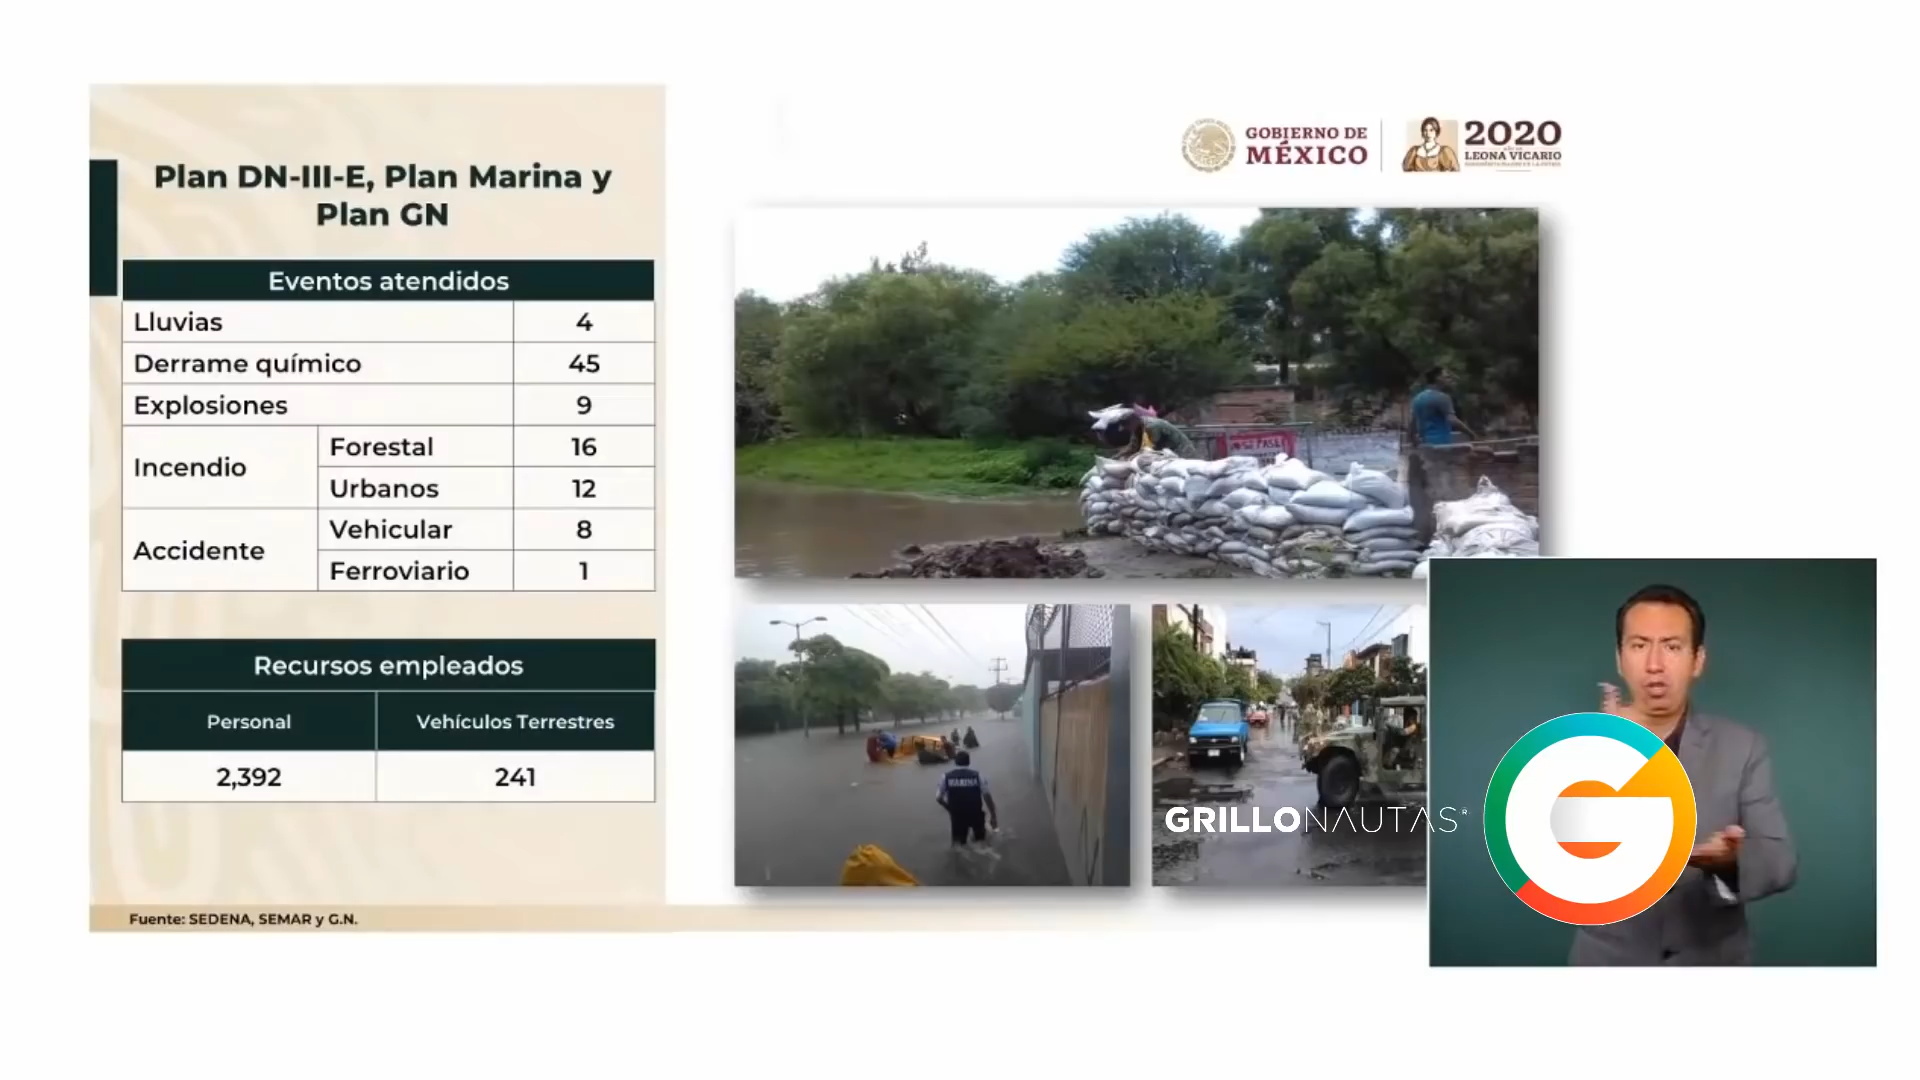 Plan DN-III-E, Plan Marina y
Plan GN
Eventos atendidos
Lluvias 4
Derrame químico 45
Explosiones 9
Incendio
Forestal 16
Urbanos 12
Accidente
Vehicular 8
Ferroviario 1
Recursos empleados
Personal Vehículos Terrestres
2,392 241
Fuente: SEDENA, SEMAR y G.N.
GOBIERNO DE
MÉXICO
2020
LEONA VICARIO
MARINA
GRILLONAUTAS®
G